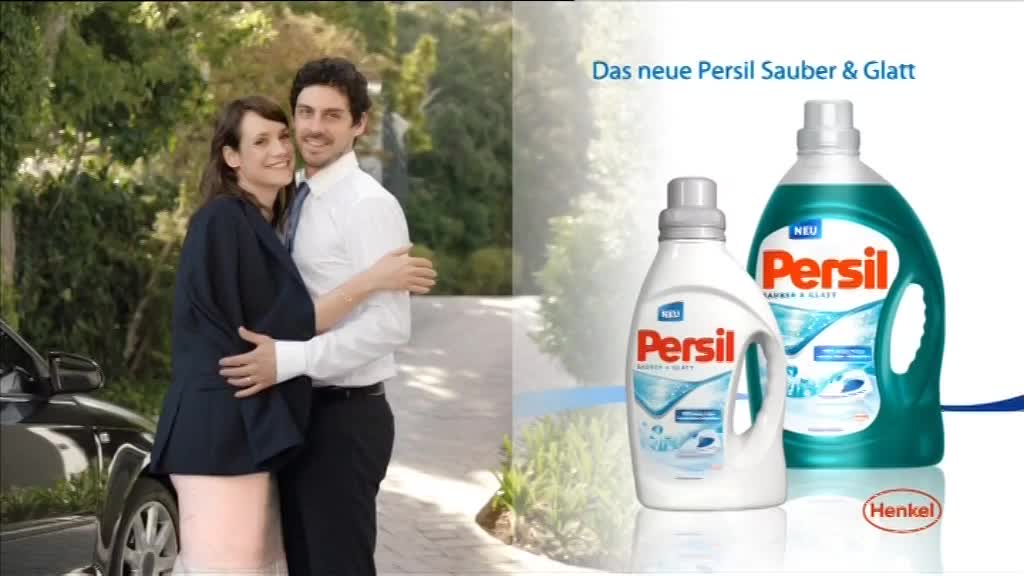 Das neue Persil Sauber & Glatt
NEU
Persil
SAUBER & GLATT
NEU
Persil
SAUBER & GLATT
Henkel